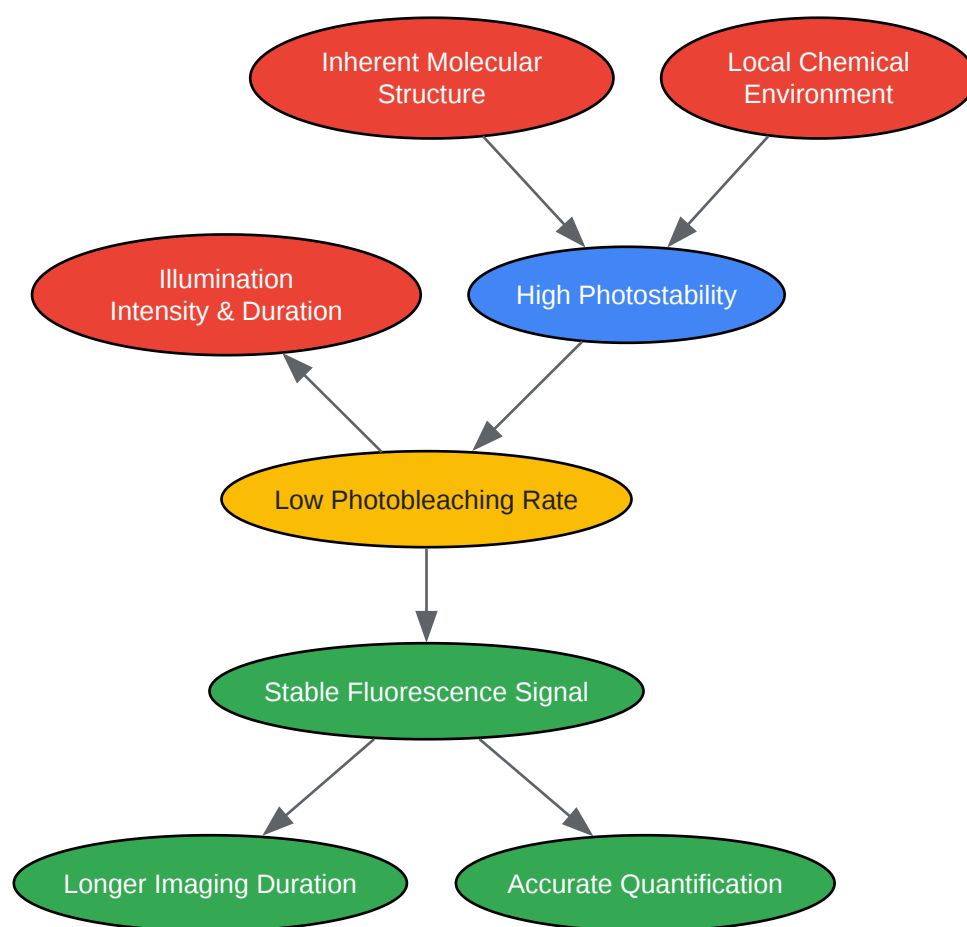 Inherent Molecular
Structure
Local Chemical
Environment
Illumination
Intensity & Duration
High Photostability
Low Photobleaching Rate
Stable Fluorescence Signal
Longer Imaging Duration
Accurate Quantification